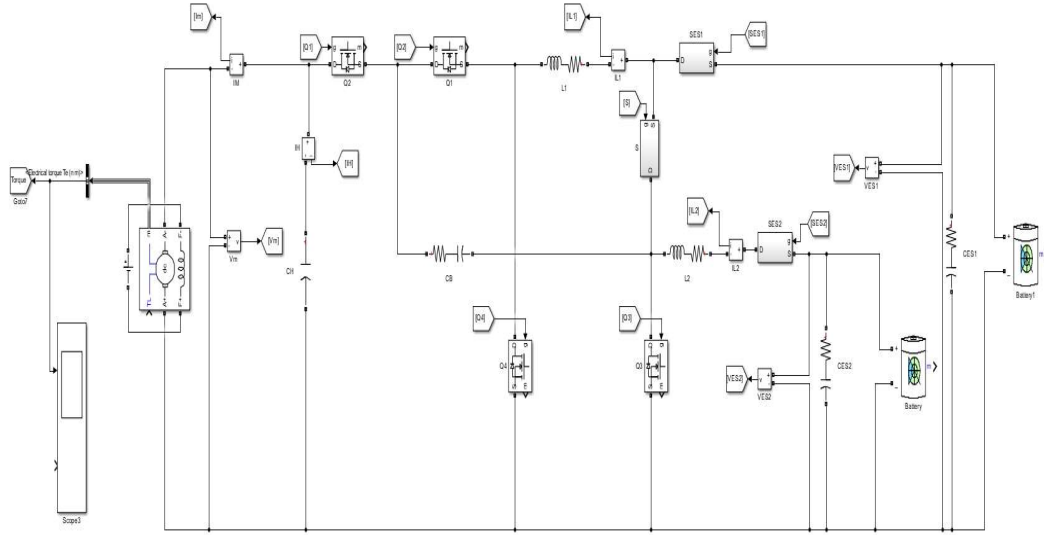 [Im]
[Q1]
[Q2]
[IL1]
SES1
[SES1]
g
m
g
m
D
S
D
S
D
S
IM
Q2
Q1
L1
IL1
[S]
IH
[IH]
g
S
S
D
[VES1]
VES1
<Electrical torque Te (n m)>
Torque
Goto7
[IL2]
SES2
[SES2]
g
D
S
IL2
L2
v
Vm
[Vm]
m
A-
F-
dc
TL
A+
F+
CH
CB
CES1
m
Battery1
[Q4]
[Q3]
Q4
Q3
g
D
S
m
g
D
S
m
CES2
[VES2]
v
VES2
m
Battery
Scope3